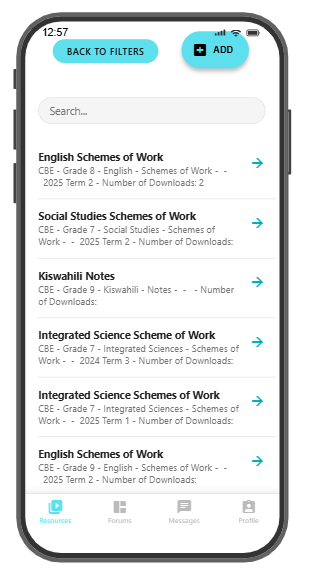 12:57
BACK TO FILTERS
ADD
Search...
English Schemes of Work
CBE - Grade 8 - English - Schemes of Work - -
2025 Term 2 - Number of Downloads: 2
Social Studies Schemes of Work
CBE - Grade 7 - Social Studies - Schemes of
Work - - 2025 Term 2 - Number of Downloads:
Kiswahili Notes
CBE - Grade 9 - Kiswahili - Notes - - - Number
of Downloads:
Integrated Science Scheme of Work
CBE - Grade 7 - Integrated Sciences - Schemes of
Work - - 2024 Term 3 - Number of Downloads:
Integrated Science Schemes of Work
CBE - Grade 7 - Integrated Sciences - Schemes of
Work - - 2025 Term 1 - Number of Downloads:
English Schemes of Work
CBE - Grade 9 - English - Schemes of Work - -
2025 Term 2 - Number of Downloads:
Resources Forums Messages Profile